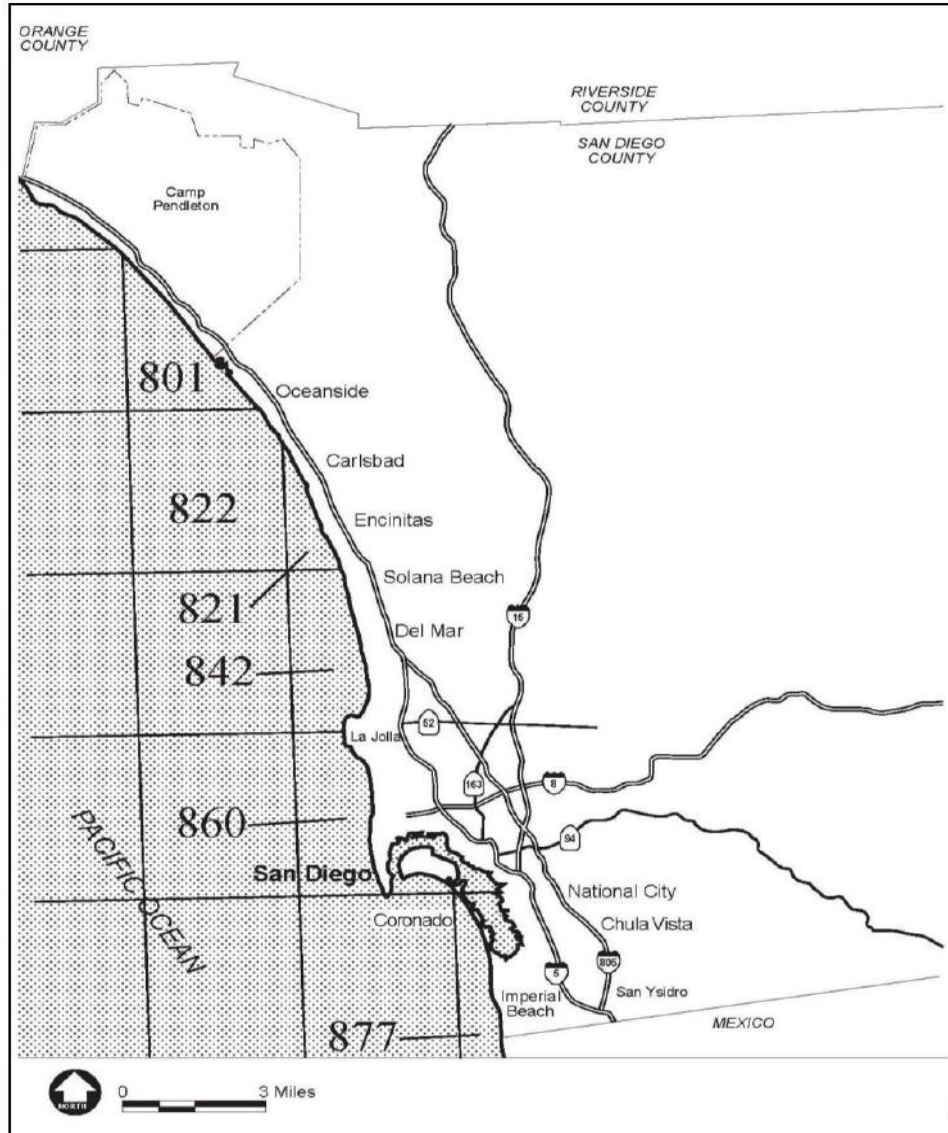 ORANGE
COUNTY
RIVERSIDE
COUNTY
SAN DIEGO
COUNTY
Camp
Pendleton
801
Oceanside
Carlsbad
822
Encinitas
Solana Beach
821
15
Del Mar
842
52
La Jolla
163
8
860
PACIFIC OCEAN
94
San Diego
National City
Coronado
Chula Vista
805
5
Imperial
Beach
San Ysidro
877
MEXICO
NORTH
0 3 Miles